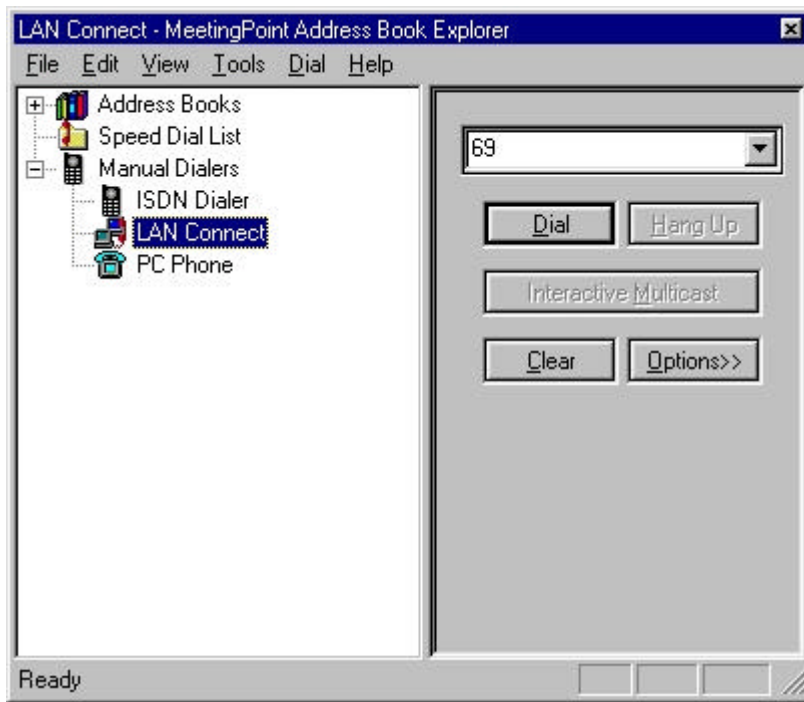 LAN Connect - MeetingPoint Address Book Explorer
File Edit View Tools Dial Help
Address Books
Speed Dial List
Manual Dialers
ISDN Dialer
LAN Connect
PC Phone
69
Dial Hang Up
Interactive Multicast
Clear Options>>
Ready